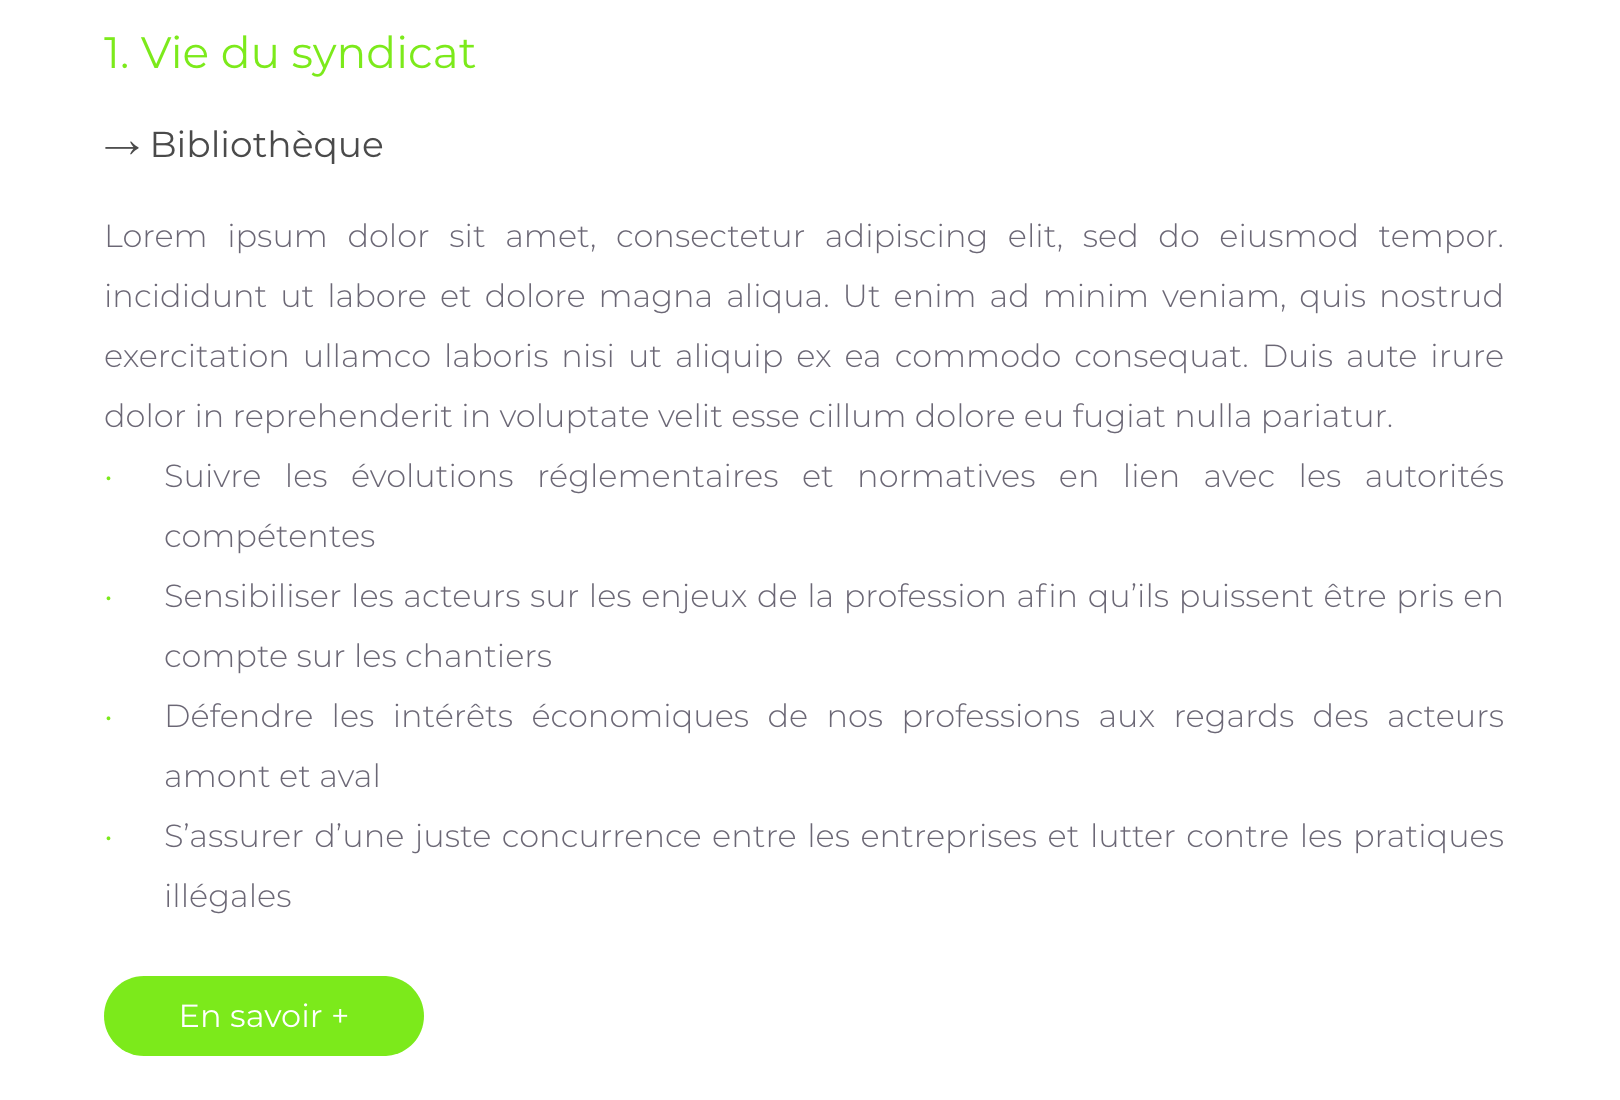 1. Vie du syndicat
→ Bibliothèque
Lorem ipsum dolor sit amet, consectetur adipiscing elit, sed do eiusmod tempor.
incididunt ut labore et dolore magna aliqua. Ut enim ad minim veniam, quis nostrud
exercitation ullamco laboris nisi ut aliquip ex ea commodo consequat. Duis aute irure
dolor in reprehenderit in voluptate velit esse cillum dolore eu fugiat nulla pariatur.
• Suivre les évolutions réglementaires et normatives en lien avec les autorités
compétentes
• Sensibiliser les acteurs sur les enjeux de la profession afin qu’ils puissent être pris en
compte sur les chantiers
• Défendre les intérêts économiques de nos professions aux regards des acteurs
amont et aval
• S’assurer d’une juste concurrence entre les entreprises et lutter contre les pratiques
illégales
En savoir +